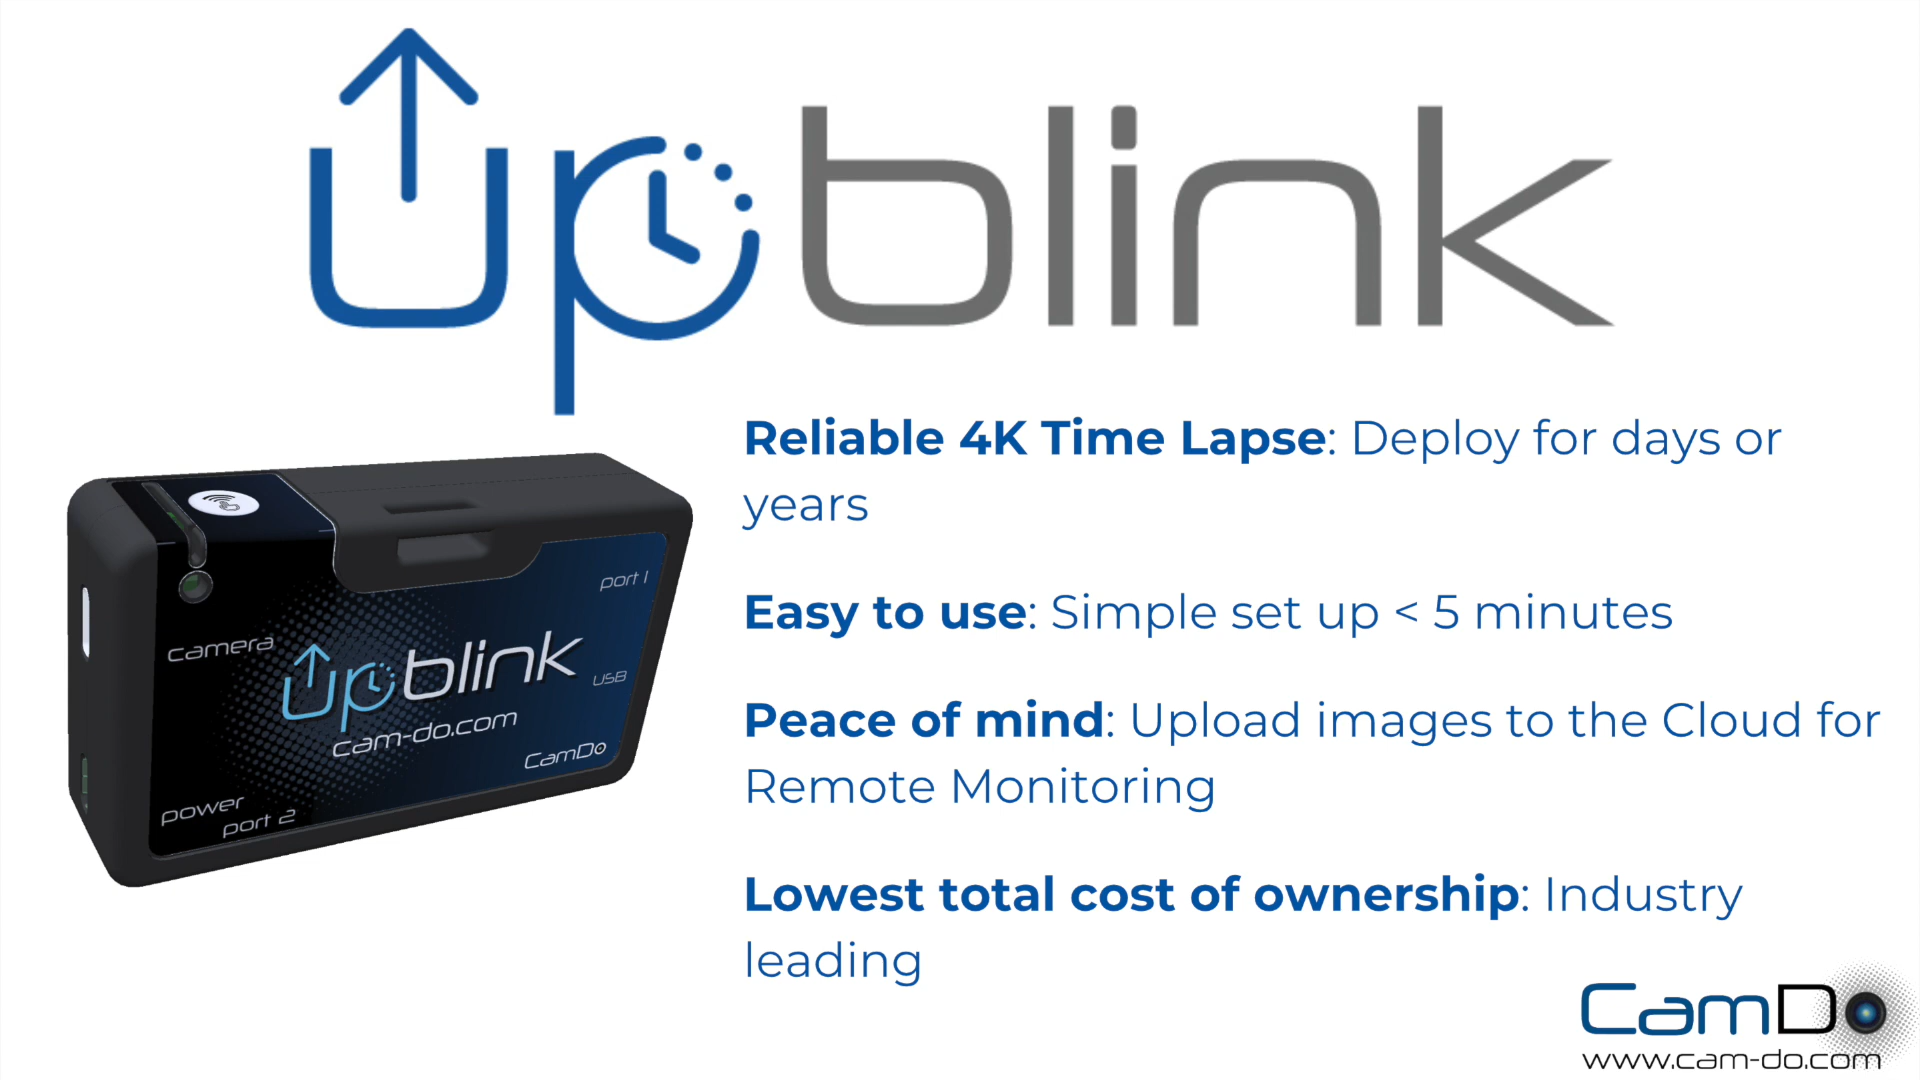 upblink
Reliable 4K Time Lapse: Deploy for days or
years
Easy to use: Simple set up < 5 minutes
Peace of mind: Upload images to the Cloud for
Remote Monitoring
Lowest total cost of ownership: Industry
leading
port 1
camera
upblink
USB
cam-do.com
CamDo
power
port 2
CamDo
www.cam-do.com